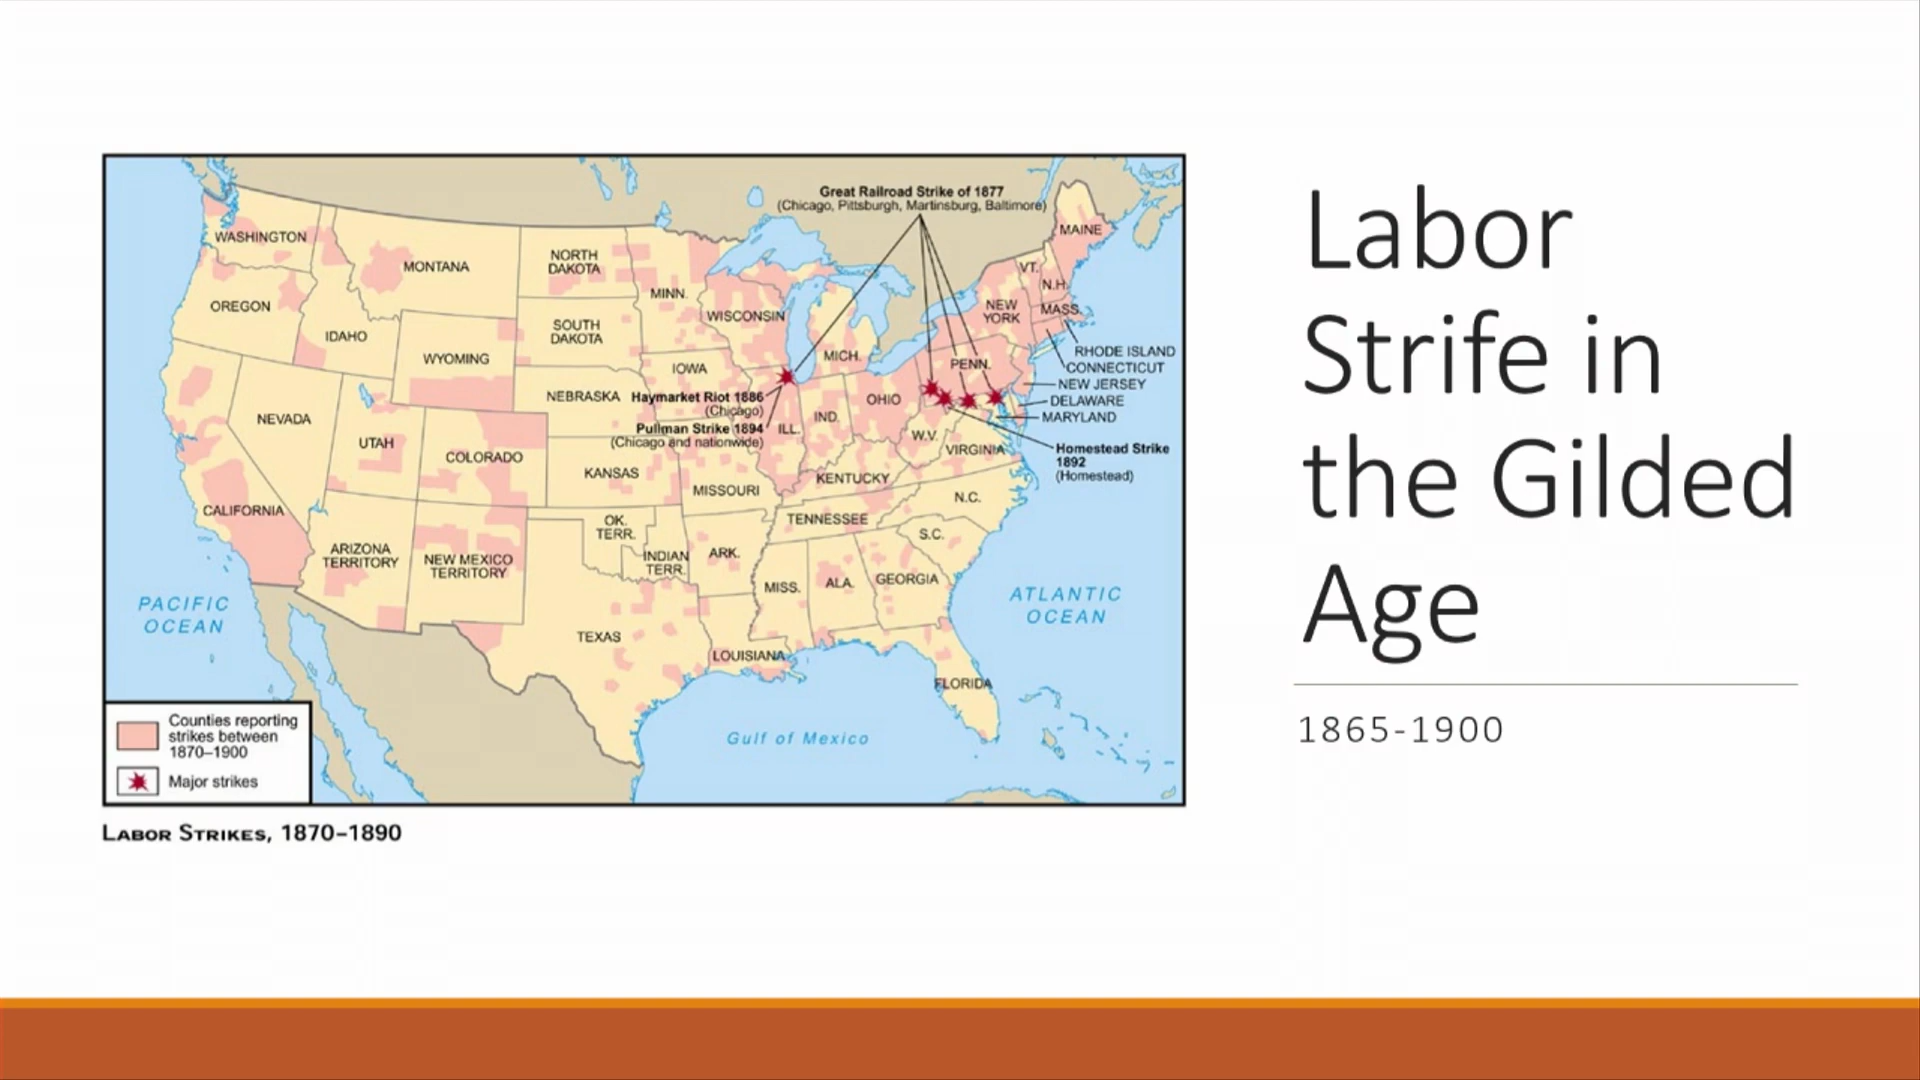 Labor
Strife in
the Gilded
Age
1865-1900
Great Railroad Strike of 1877
(Chicago, Pittsburgh, Martinsburg, Baltimore)
WASHINGTON
MONTANA
NORTH
DAKOTA
MINN.
MAINE
VT.
N.H.
OREGON
IDAHO
SOUTH
DAKOTA
WISCONSIN
NEW
YORK
MASS.
WYOMING
IOWA
MICH.
PENN.
RHODE ISLAND
CONNECTICUT
NEW JERSEY
DELAWARE
MARYLAND
NEBRASKA
Haymarket Riot 1886
(Chicago)
Pullman Strike 1894
(Chicago and nationwide)
ILL.
IND.
OHIO
NEVADA
UTAH
COLORADO
KANSAS
MISSOURI
KENTUCKY
W.V.
VIRGINIA
Homestead Strike
1892
(Homestead)
CALIFORNIA
ARIZONA
TERRITORY
NEW MEXICO
TERRITORY
OK.
TERR.
INDIAN
TERR.
ARK.
TENNESSEE
N.C.
S.C.
MISS.
ALA.
GEORGIA
TEXAS
LOUISIANA
FLORIDA
PACIFIC
OCEAN
ATLANTIC
OCEAN
Gulf of Mexico
Counties reporting
strikes between
1870–1900
Major strikes
LABOR STRIKES, 1870–1890